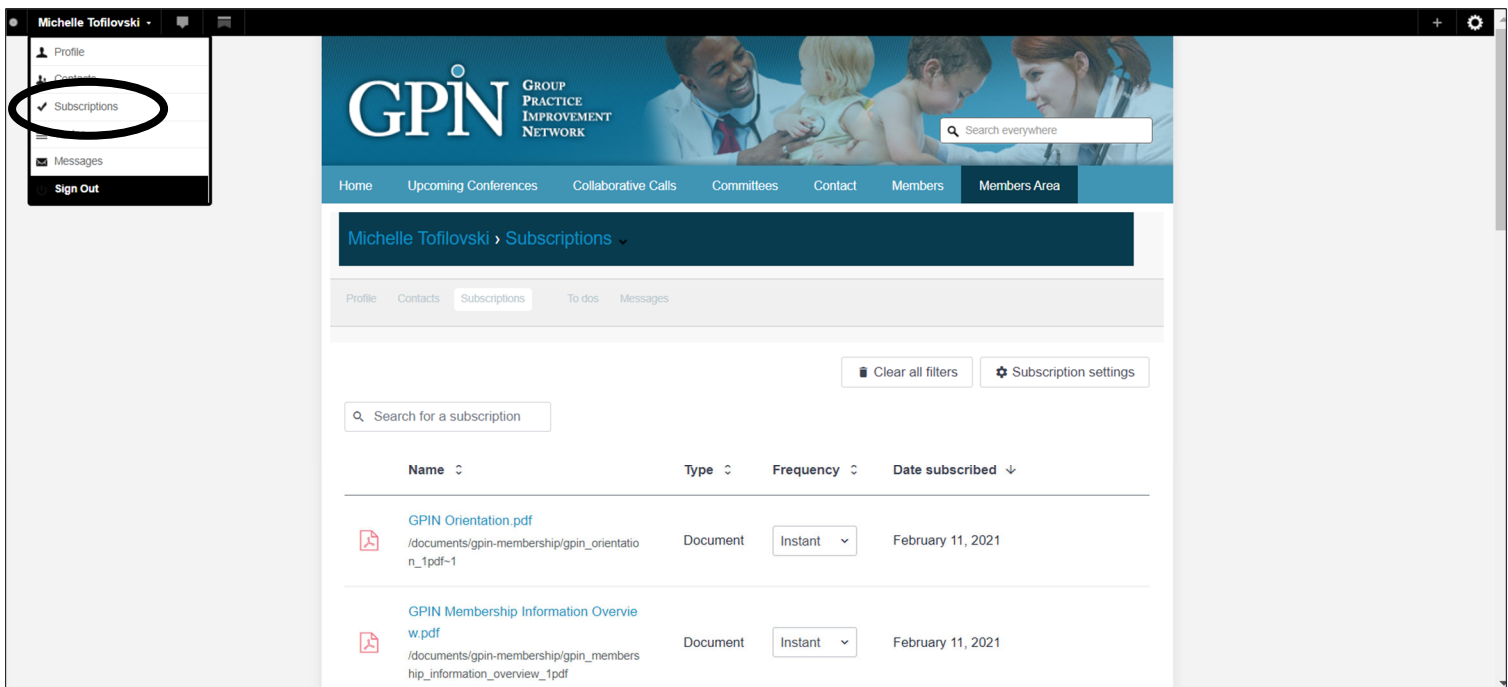 Michelle Tofilovski
Profile
Contacts
Subscriptions
Messages
Sign Out
GPIN
GROUP
PRACTICE
IMPROVEMENT
NETWORK
Search everywhere
Home Upcoming Conferences Collaborative Calls Committees Contact Members Members Area
Michelle Tofilovski › Subscriptions
Profile Contacts Subscriptions To dos Messages
Clear all filters Subscription settings
Search for a subscription
Name Type Frequency Date subscribed
GPIN Orientation.pdf
/documents/gpin-membership/gpin_orientatio
n_1pdf~1
Document Instant February 11, 2021
GPIN Membership Information Overvie
w.pdf
/documents/gpin-membership/gpin_members
hip_information_overview_1pdf
Document Instant February 11, 2021